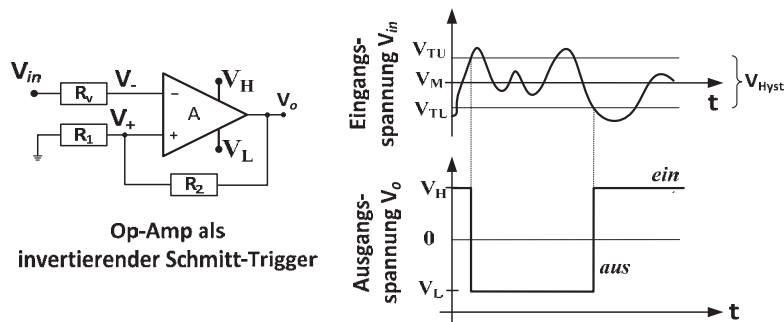 V_in
R_v
V_-
V_H
−
A
V_o
+
V_+
R_1
V_L
R_2
Op-Amp als
invertierender Schmitt-Trigger
Eingangs-
spannung V_in
V_TU
V_M
V_TL
t
V_Hyst
Ausgangs-
spannung V_o
V_H
0
V_L
ein
aus
t